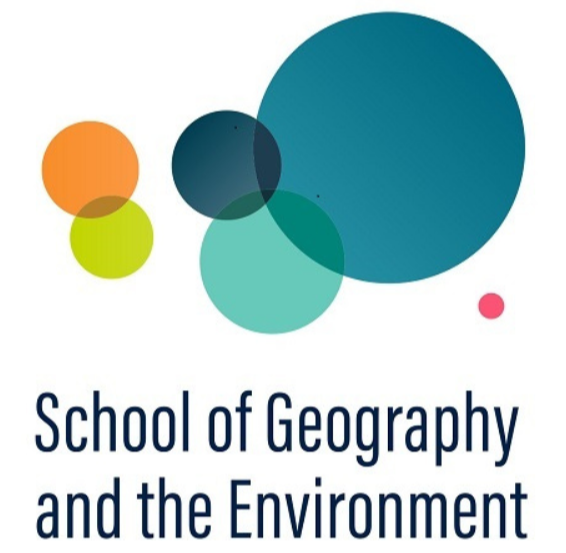 School of Geography
and the Environment